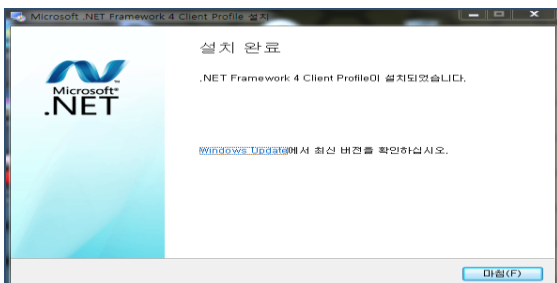 Microsoft .NET Framework 4 Client Profile 설치
설치 완료
.NET Framework 4 Client Profile이 설치되었습니다.
Microsoft®
.NET
Windows Update에서 최신 버전을 확인하십시오.
마침(F)